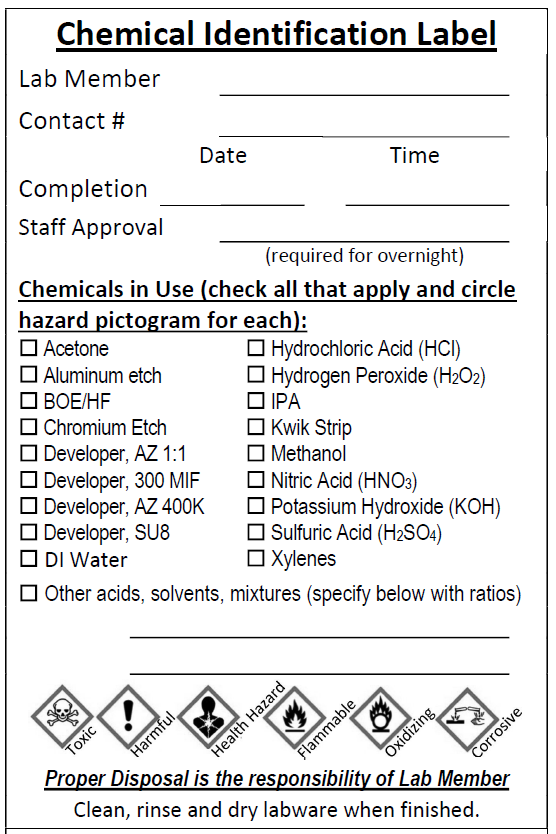 Chemical Identification Label
Lab Member
Contact #
Date Time
Completion
Staff Approval
(required for overnight)
Chemicals in Use (check all that apply and circle
hazard pictogram for each):
Acetone Hydrochloric Acid (HCl)
Aluminum etch Hydrogen Peroxide (H2O2)
BOE/HF IPA
Chromium Etch Kwik Strip
Developer, AZ 1:1 Methanol
Developer, 300 MIF Nitric Acid (HNO3)
Developer, AZ 400K Potassium Hydroxide (KOH)
Developer, SU8 Sulfuric Acid (H2SO4)
DI Water Xylenes
Other acids, solvents, mixtures (specify below with ratios)
Toxic Harmful Health Hazard Flammable Oxidizing Corrosive
Proper Disposal is the responsibility of Lab Member
Clean, rinse and dry labware when finished.